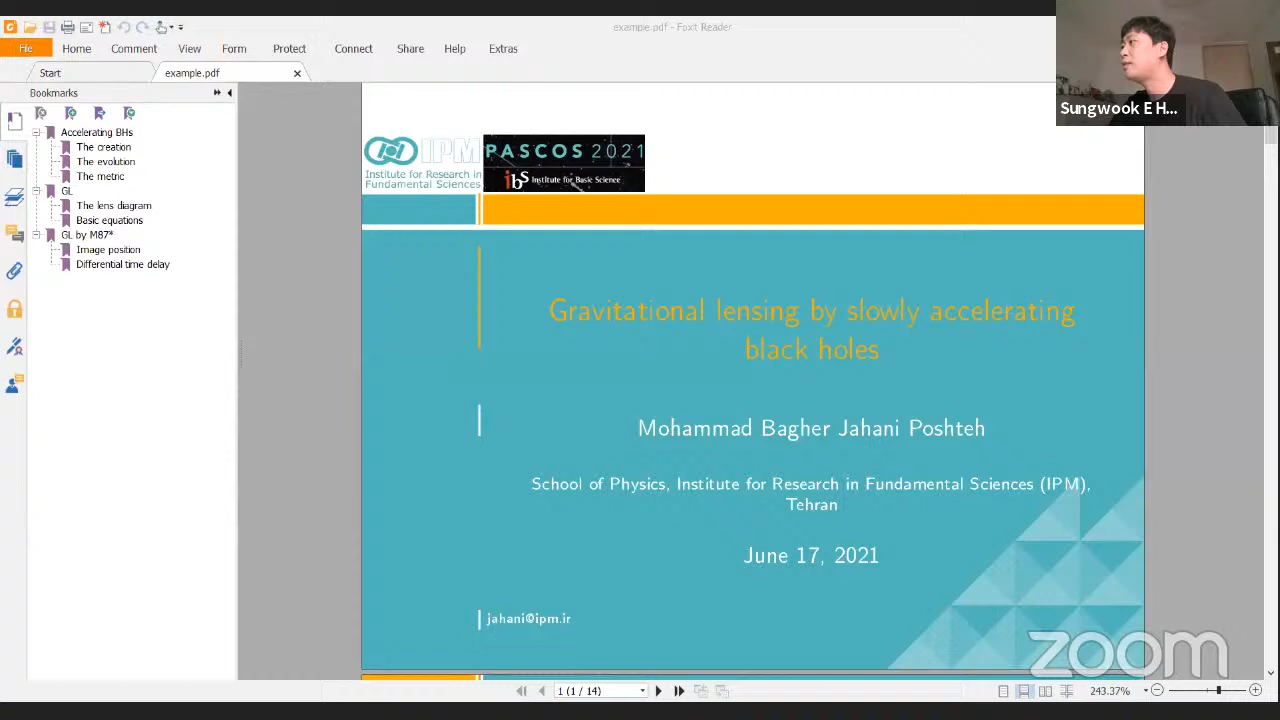 example.pdf - Foxit Reader
File Home Comment View Form Protect Connect Share Help Extras
Start
example.pdf
Sungwook E H...
Bookmarks
Accelerating BHs
The creation
The evolution
The metric
GL
The lens diagram
Basic equations
GL by M87*
Image position
Differential time delay
IPM
Institute for Research in
Fundamental Sciences
PASCOS 2021
ibS Institute for Basic Science
Gravitational lensing by slowly accelerating
black holes
Mohammad Bagher Jahani Poshteh
School of Physics, Institute for Research in Fundamental Sciences (IPM),
Tehran
June 17, 2021
jahani@ipm.ir
zoom
1 (1 / 14)
243.37%